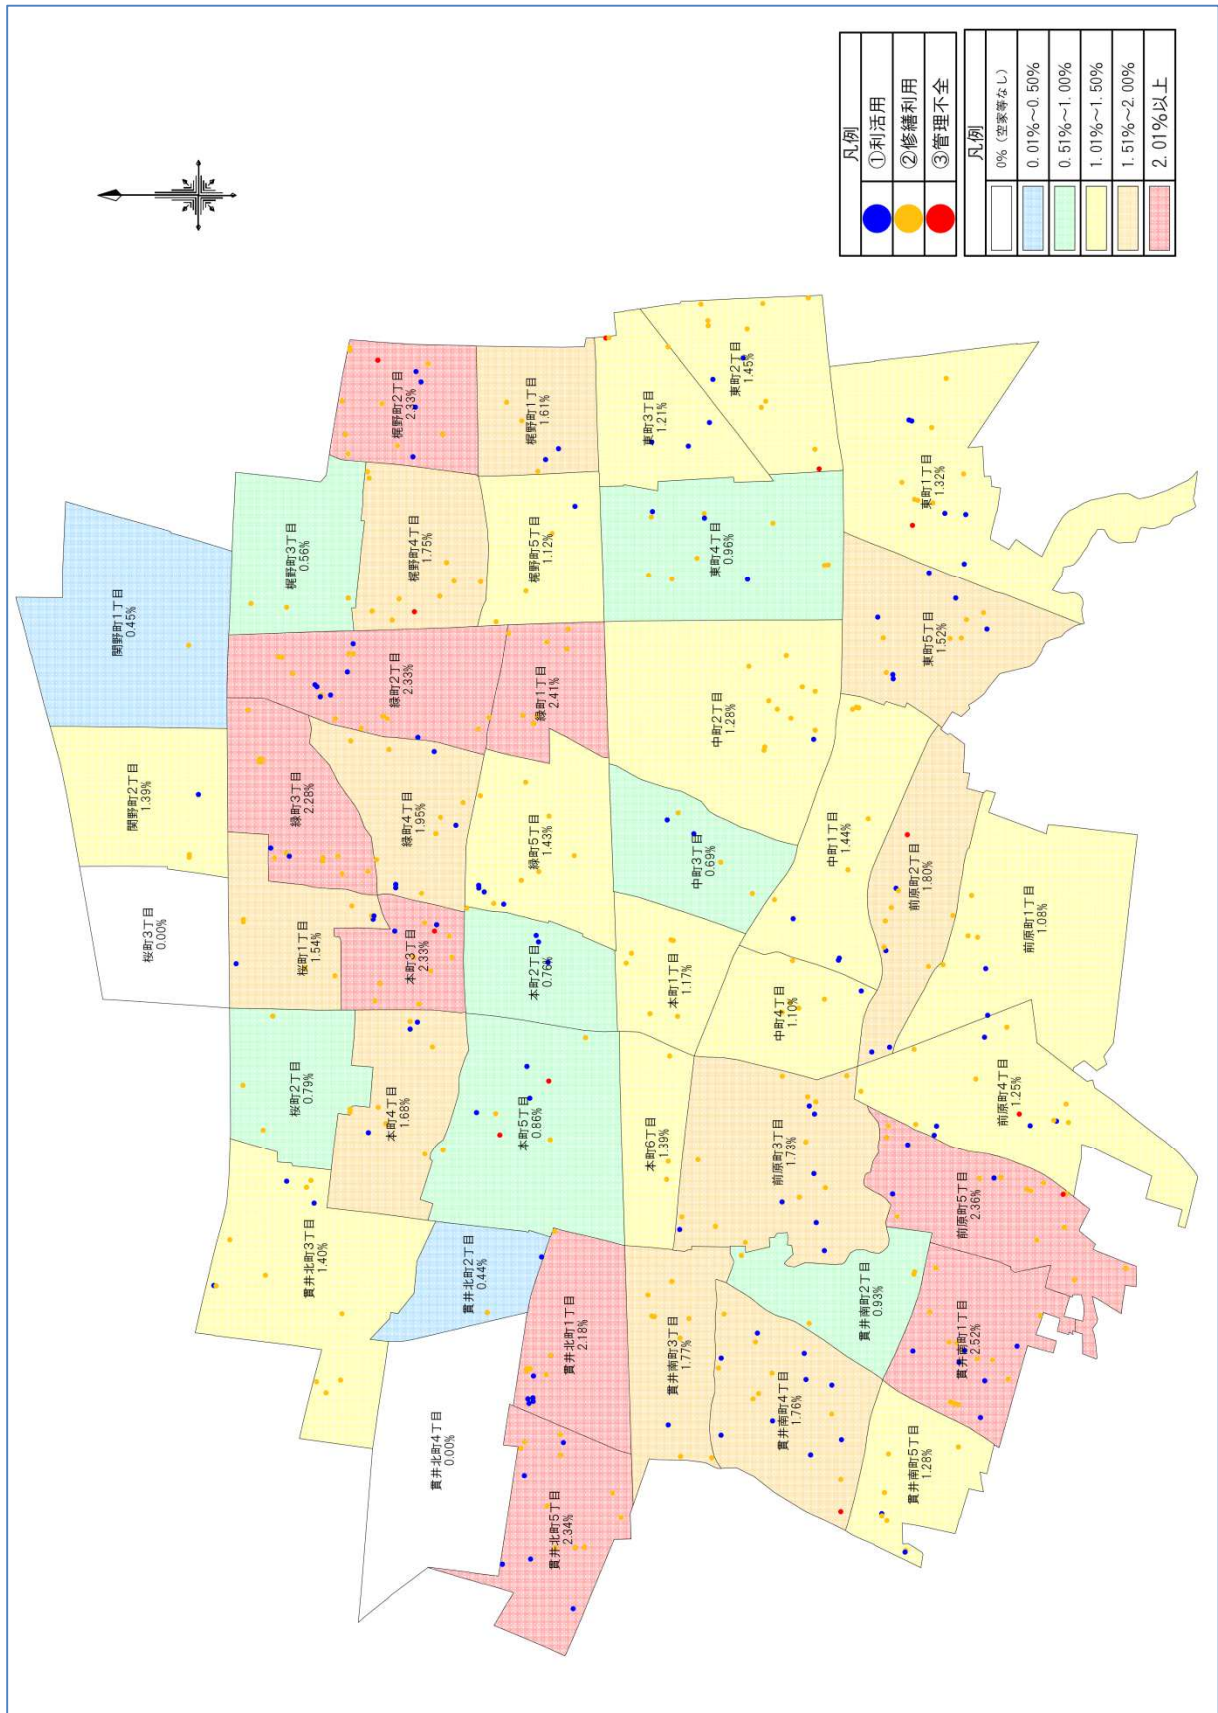 凡例
①利活用
②修繕利用
③管理不全
凡例
0%（空家等なし）
0.01%～0.50%
0.51%～1.00%
1.01%～1.50%
1.51%～2.00%
2.01%以上
関野町1丁目
0.45%
関野町2丁目
1.39%
桜町3丁目
0.00%
梶野町2丁目
2.33%
梶野町3丁目
0.56%
梶野町1丁目
1.61%
梶野町4丁目
1.75%
梶野町5丁目
1.12%
緑町2丁目
2.33%
緑町1丁目
2.41%
緑町3丁目
2.28%
緑町4丁目
1.95%
緑町5丁目
1.43%
桜町1丁目
1.54%
桜町2丁目
0.79%
本町3丁目
2.33%
本町2丁目
0.76%
本町4丁目
1.68%
本町5丁目
0.86%
本町1丁目
1.17%
本町6丁目
1.39%
東町3丁目
1.21%
東町2丁目
1.45%
東町4丁目
0.96%
東町1丁目
1.32%
東町5丁目
1.52%
中町2丁目
1.28%
中町3丁目
0.69%
中町1丁目
1.44%
中町4丁目
1.10%
前原町2丁目
1.80%
前原町1丁目
1.08%
前原町3丁目
1.73%
前原町4丁目
1.25%
前原町5丁目
2.36%
貫井北町3丁目
1.40%
貫井北町2丁目
0.44%
貫井北町1丁目
2.18%
貫井北町4丁目
0.00%
貫井北町5丁目
2.34%
貫井南町3丁目
1.77%
貫井南町2丁目
0.93%
貫井南町4丁目
1.76%
貫井南町1丁目
2.52%
貫井南町5丁目
1.28%